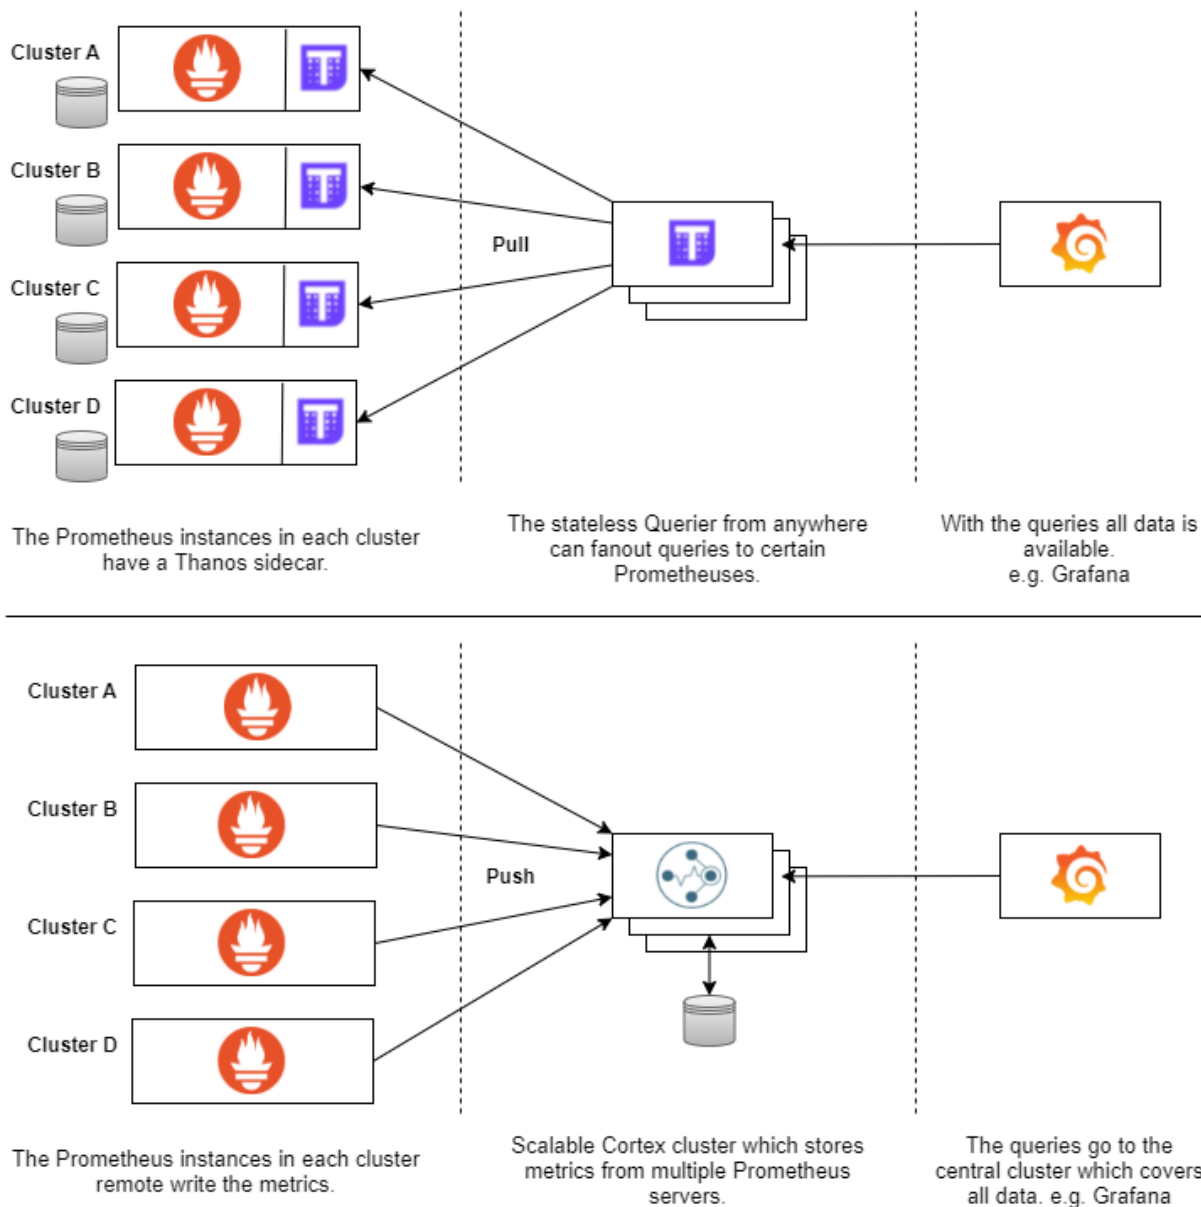 Cluster A
Cluster B
Cluster C
Cluster D
Pull
The Prometheus instances in each cluster
have a Thanos sidecar.
The stateless Querier from anywhere
can fanout queries to certain
Prometheuses.
With the queries all data is
available.
e.g. Grafana
Cluster A
Cluster B
Cluster C
Cluster D
Push
The Prometheus instances in each cluster
remote write the metrics.
Scalable Cortex cluster which stores
metrics from multiple Prometheus
servers.
The queries go to the
central cluster which covers
all data. e.g. Grafana